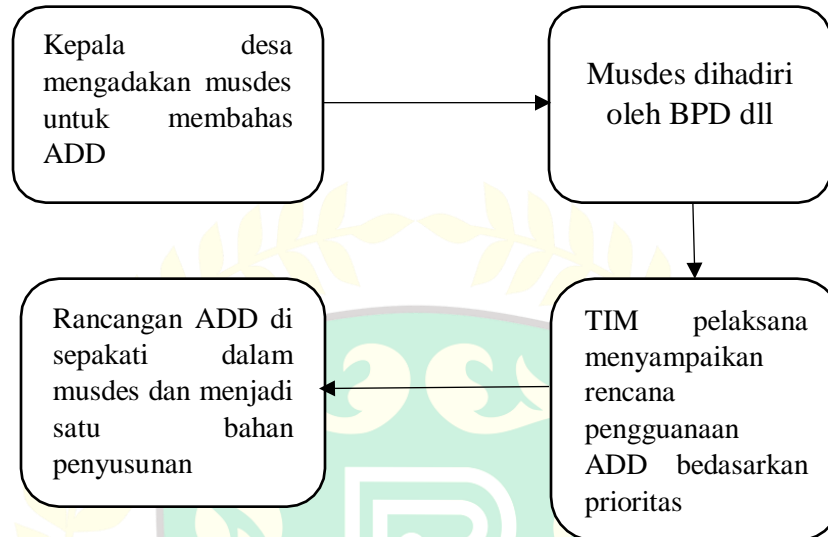 Kepala desa
mengadakan musdes
untuk membahas
ADD
Musdes dihadiri
oleh BPD dll
TIM pelaksana
menyampaikan
rencana
pengguanaan
ADD bedasarkan
prioritas
Rancangan ADD di
sepakati dalam
musdes dan menjadi
satu bahan
penyusunan